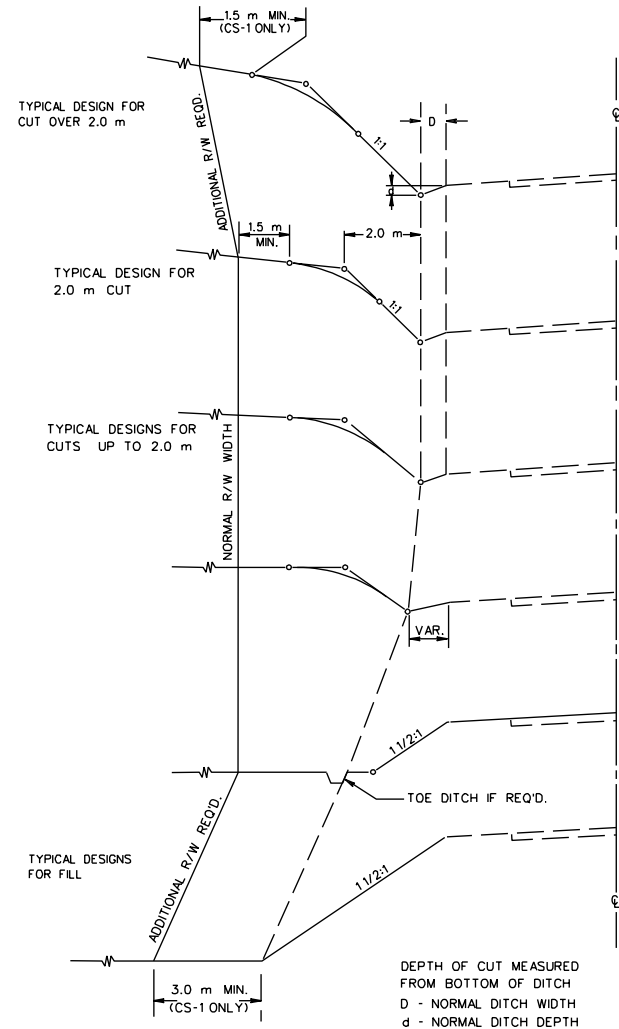 1.5 m MIN.
(CS-1 ONLY)
TYPICAL DESIGN FOR
CUT OVER 2.0 m
ADDITIONAL R/W REQD.
1:1
D
d
℄
1.5 m
MIN.
2.0 m
TYPICAL DESIGN FOR
2.0 m CUT
1:1
TYPICAL DESIGNS FOR
CUTS UP TO 2.0 m
NORMAL R/W WIDTH
VAR.
1 1/2:1
TOE DITCH IF REQ'D.
ADDITIONAL R/W REQ'D.
TYPICAL DESIGNS
FOR FILL
1 1/2:1
℄
3.0 m MIN.
(CS-1 ONLY)
DEPTH OF CUT MEASURED
FROM BOTTOM OF DITCH
D - NORMAL DITCH WIDTH
d - NORMAL DITCH DEPTH